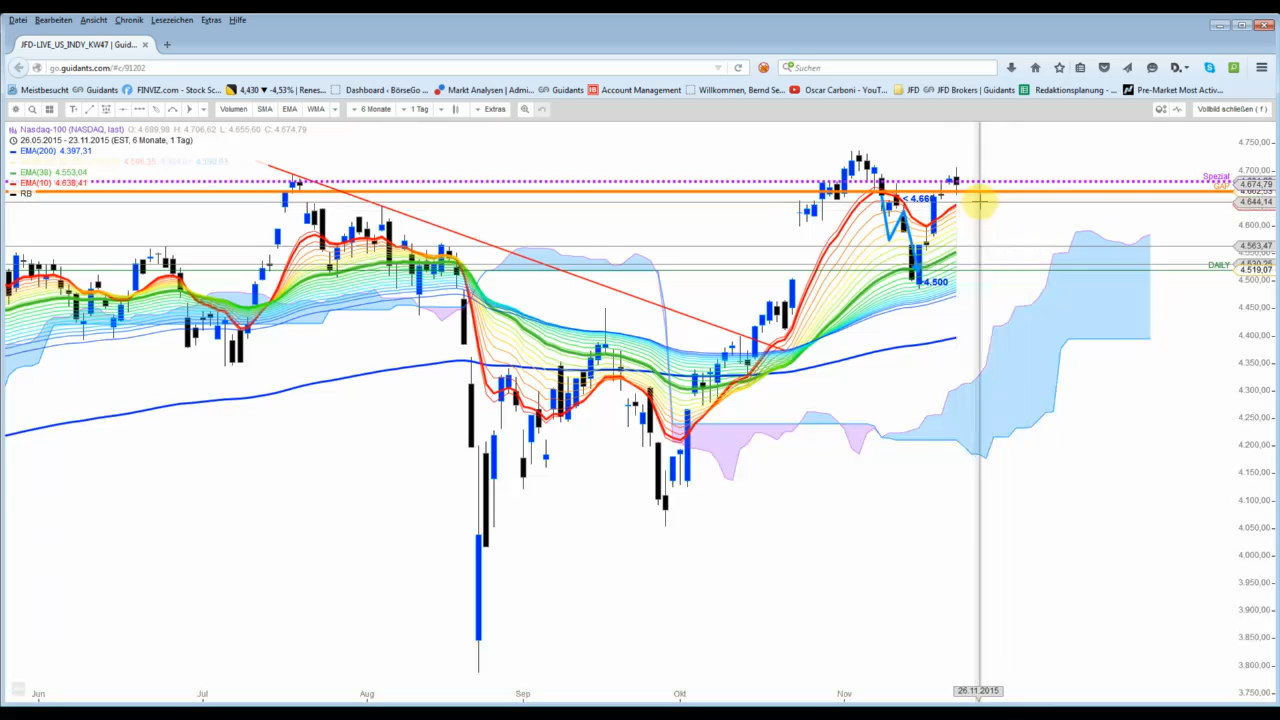 Datei Bearbeiten Ansicht Chronik Lesezeichen Extras Hilfe
JFD-LIVE_US_INDY_KW47 | Guid...
go.guidants.com/#c/91202
Suchen
Meistbesucht Guidants FINVIZ.com - Stock Scr... 4,430 ▼ -4,53% | Renes... Dashboard ‹ BörseGo ... Markt Analysen | Admi... Guidants Account Management Willkommen, Bernd Se... Oscar Carboni - YouT... JFD JFD Brokers | Guidants Redaktionsplanung - G... Pre-Market Most Activ...
Volumen SMA EMA WMA 6 Monate 1 Tag Extras Vollbild schließen ( f )
Nasdaq-100 (NASDAQ, last) O: 4.689,98 H: 4.706,62 L: 4.655,60 C: 4.674,79
26.05.2015 - 23.11.2015 (EST, 6 Monate, 1 Tag)
EMA(200) 4.397,31
EMA(38) 4.553,04
EMA(10) 4.638,41
RB
4.750,00
4.700,00
Spezial
4.674,79
GAP
4.644,14
4.600,00
4.563,47
DAILY
4.519,07
4.500,00
4.450,00
4.400,00
4.350,00
4.300,00
4.250,00
4.200,00
4.150,00
4.100,00
4.050,00
4.000,00
3.950,00
3.900,00
3.850,00
3.800,00
3.750,00
4.500
Jun Jul Aug Sep Okt Nov 26.11.2015